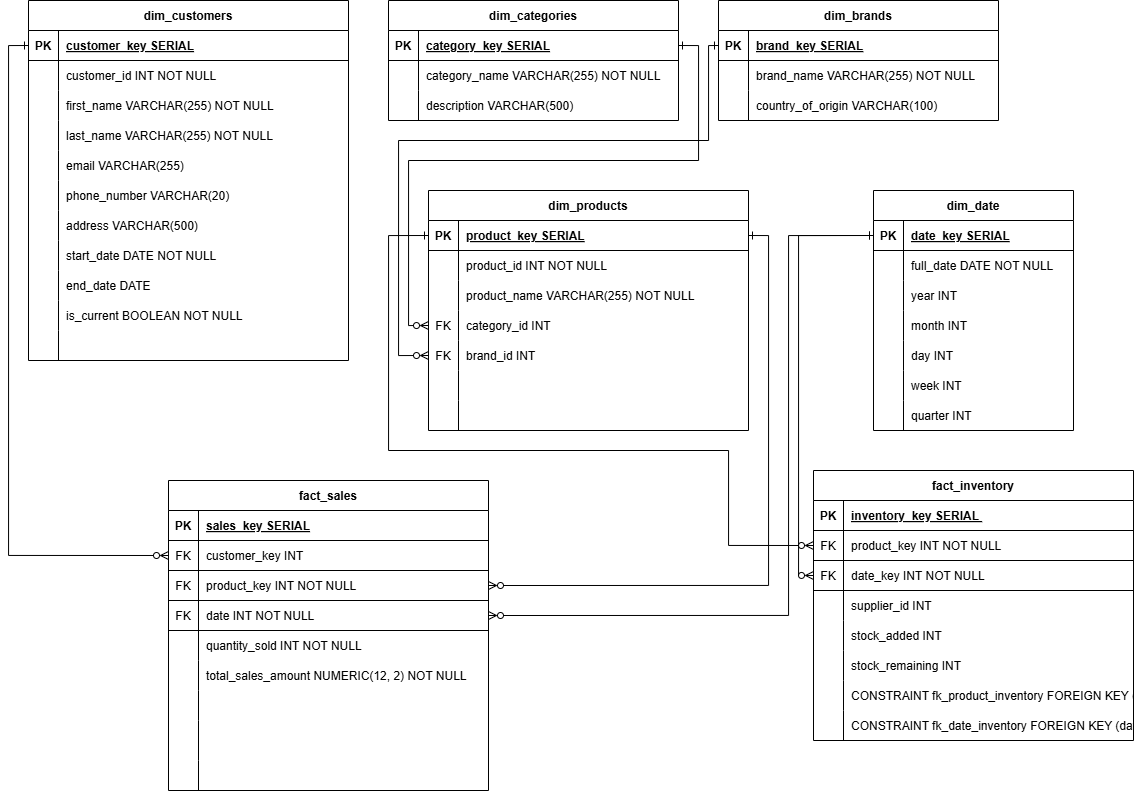 dim_customers
PK customer_key SERIAL
customer_id INT NOT NULL
first_name VARCHAR(255) NOT NULL
last_name VARCHAR(255) NOT NULL
email VARCHAR(255)
phone_number VARCHAR(20)
address VARCHAR(500)
start_date DATE NOT NULL
end_date DATE
is_current BOOLEAN NOT NULL
dim_categories
PK category_key SERIAL
category_name VARCHAR(255) NOT NULL
description VARCHAR(500)
dim_brands
PK brand_key SERIAL
brand_name VARCHAR(255) NOT NULL
country_of_origin VARCHAR(100)
dim_products
PK product_key SERIAL
product_id INT NOT NULL
product_name VARCHAR(255) NOT NULL
FK category_id INT
FK brand_id INT
dim_date
PK date_key SERIAL
full_date DATE NOT NULL
year INT
month INT
day INT
week INT
quarter INT
fact_sales
PK sales_key SERIAL
FK customer_key INT
FK product_key INT NOT NULL
FK date INT NOT NULL
quantity_sold INT NOT NULL
total_sales_amount NUMERIC(12, 2) NOT NULL
fact_inventory
PK inventory_key SERIAL
FK product_key INT NOT NULL
FK date_key INT NOT NULL
supplier_id INT
stock_added INT
stock_remaining INT
CONSTRAINT fk_product_inventory FOREIGN KEY (
CONSTRAINT fk_date_inventory FOREIGN KEY (da